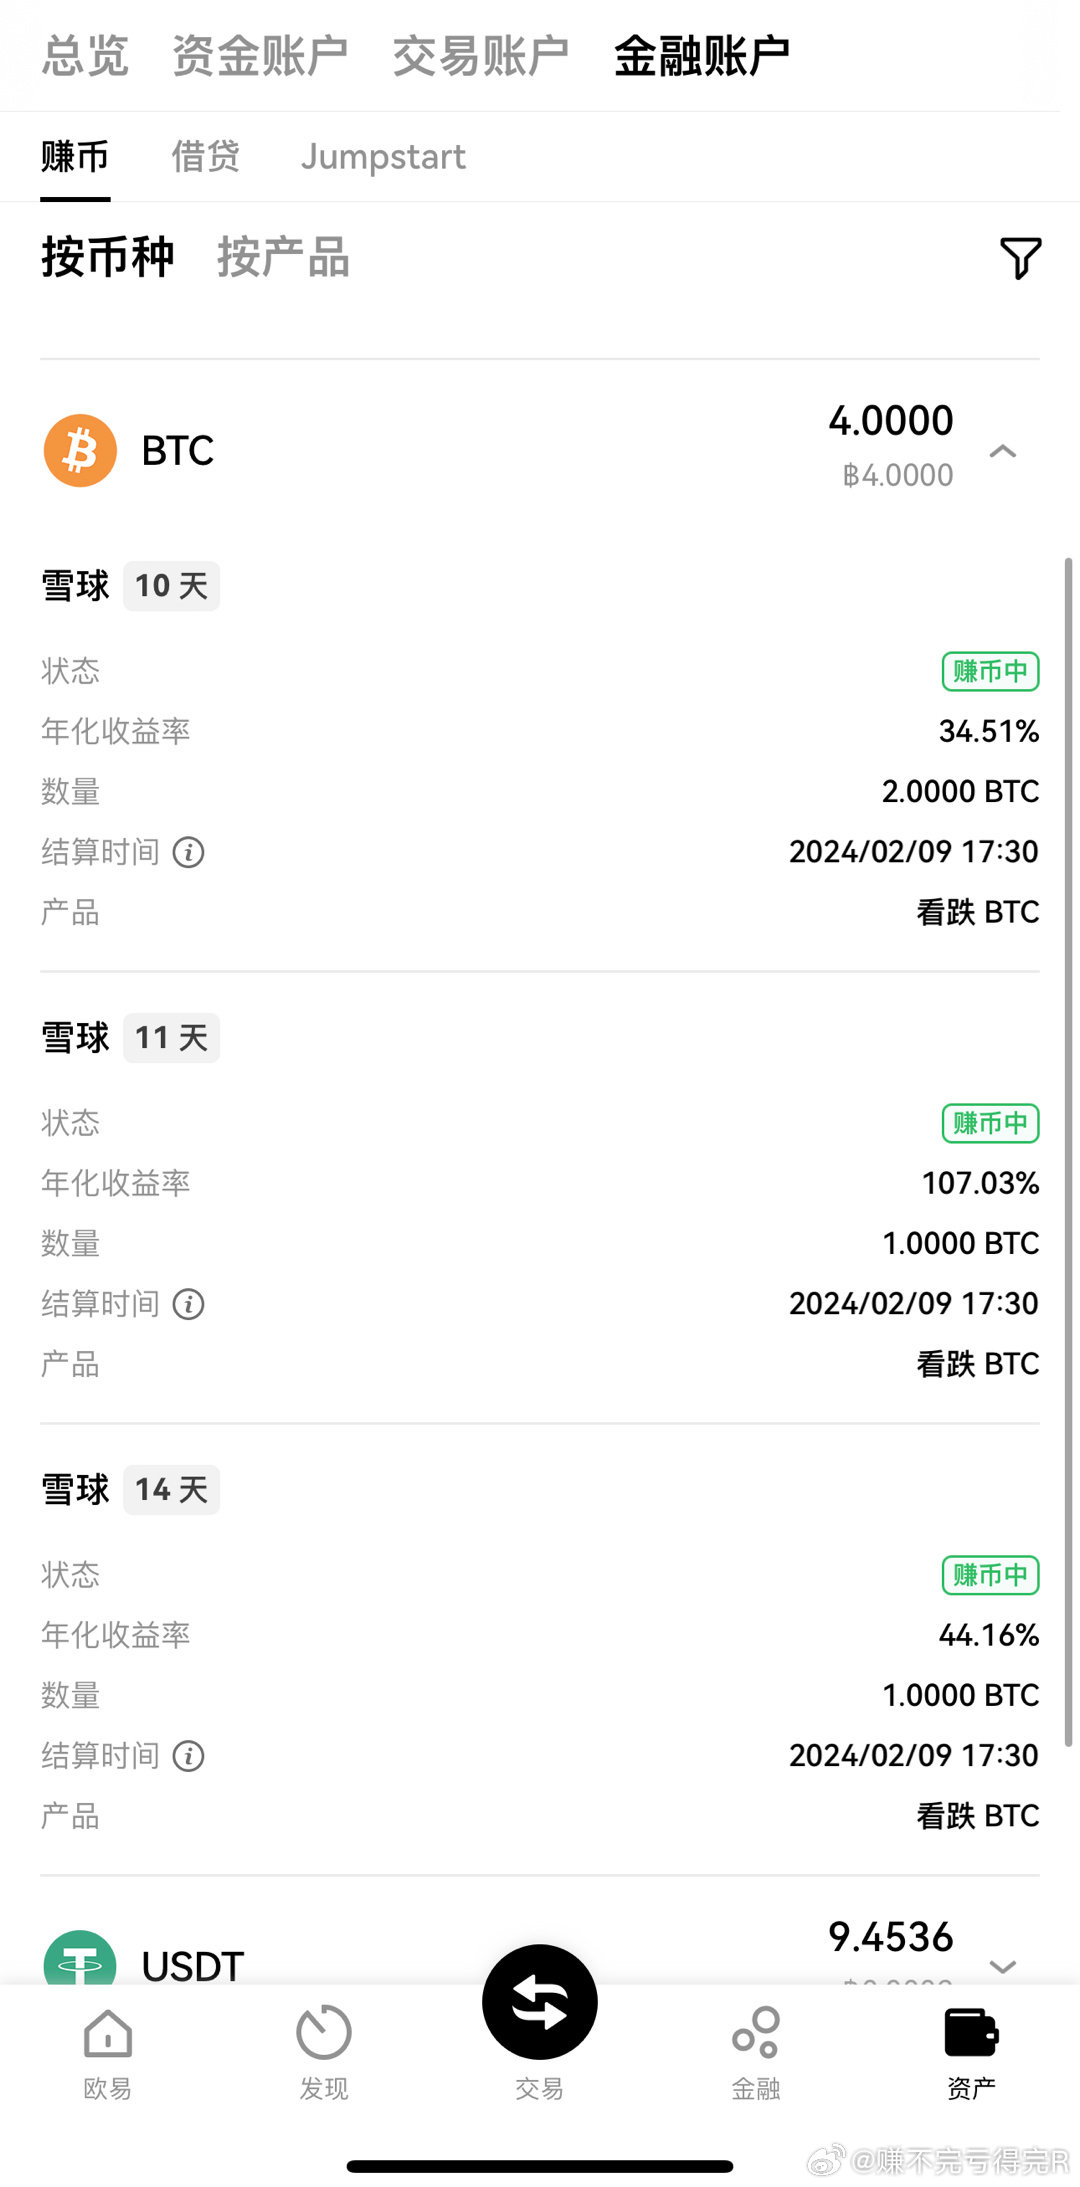 总览 资金账户 交易账户 金融账户
赚币 借贷 Jumpstart
按币种 按产品
BTC 4.0000
₿4.0000
雪球 10 天
状态 赚币中
年化收益率 34.51%
数量 2.0000 BTC
结算时间 2024/02/09 17:30
产品 看跌 BTC
雪球 11 天
状态 赚币中
年化收益率 107.03%
数量 1.0000 BTC
结算时间 2024/02/09 17:30
产品 看跌 BTC
雪球 14 天
状态 赚币中
年化收益率 44.16%
数量 1.0000 BTC
结算时间 2024/02/09 17:30
产品 看跌 BTC
USDT 9.4536
欧易 发现 交易 金融 资产
@赚不完亏得完R